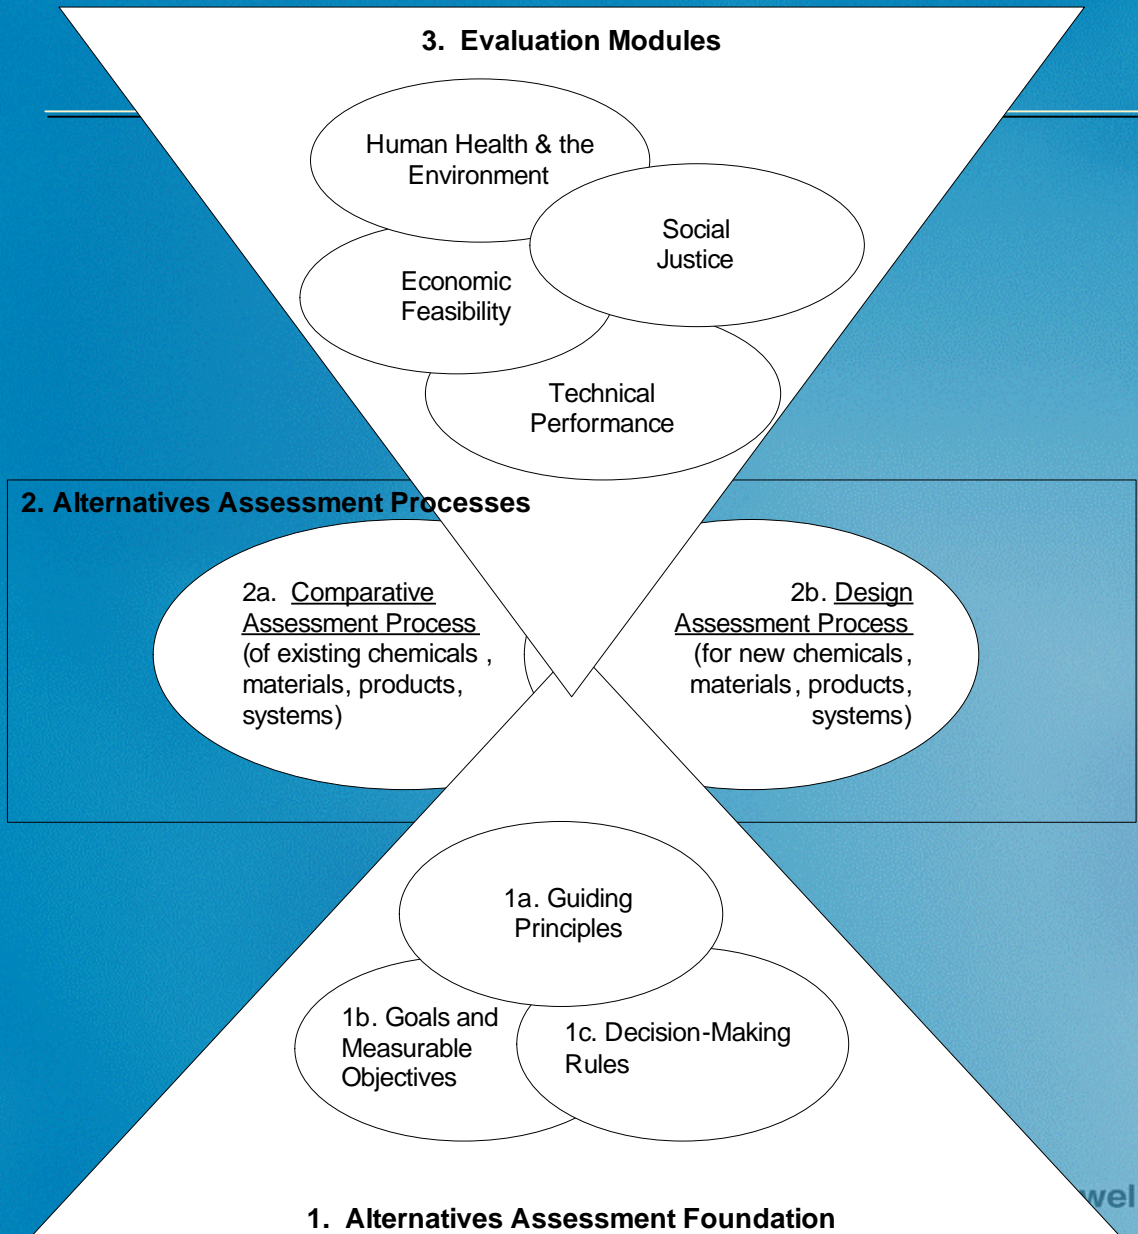 3. Evaluation Modules
Human Health & the
Environment
Social
Justice
Economic
Feasibility
Technical
Performance
2. Alternatives Assessment Processes
2a. Comparative
Assessment Process
(of existing chemicals ,
materials, products,
systems)
2b. Design
Assessment Process
(for new chemicals,
materials, products,
systems)
1a. Guiding
Principles
1b. Goals and
Measurable
Objectives
1c. Decision-Making
Rules
1. Alternatives Assessment Foundation